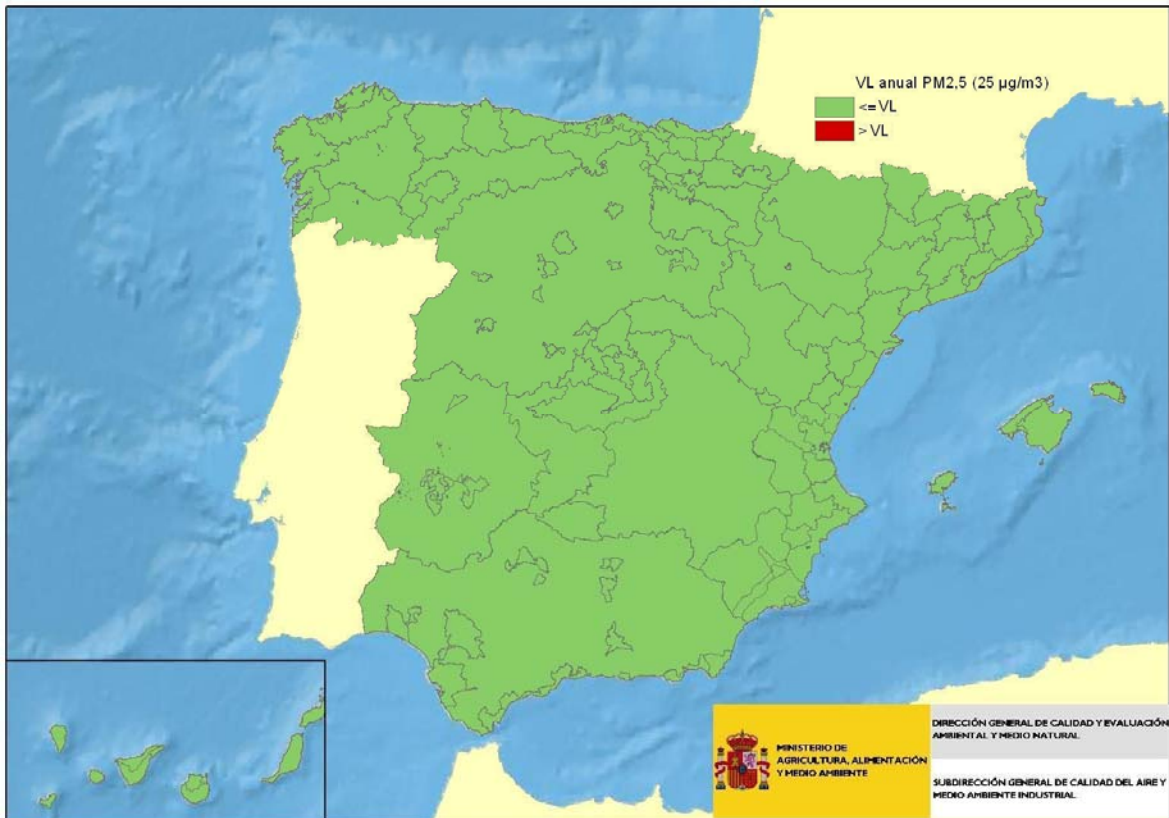 VL anual PM2,5 (25 µg/m3)
<= VL
> VL
MINISTERIO DE
AGRICULTURA, ALIMENTACIÓN
Y MEDIO AMBIENTE
DIRECCIÓN GENERAL DE CALIDAD Y EVALUACIÓN
AMBIENTAL Y MEDIO NATURAL
SUBDIRECCIÓN GENERAL DE CALIDAD DEL AIRE Y
MEDIO AMBIENTE INDUSTRIAL